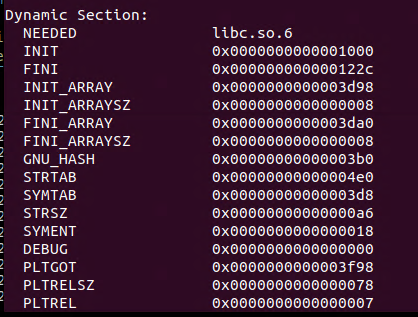 Dynamic Section:
NEEDED libc.so.6
INIT 0x0000000000001000
FINI 0x000000000000122c
INIT_ARRAY 0x0000000000003d98
INIT_ARRAYSZ 0x0000000000000008
FINI_ARRAY 0x0000000000003da0
FINI_ARRAYSZ 0x0000000000000008
GNU_HASH 0x00000000000003b0
STRTAB 0x00000000000004e0
SYMTAB 0x00000000000003d8
STRSZ 0x00000000000000a6
SYMENT 0x0000000000000018
DEBUG 0x0000000000000000
PLTGOT 0x0000000000003f98
PLTRELSZ 0x0000000000000078
PLTREL 0x0000000000000007